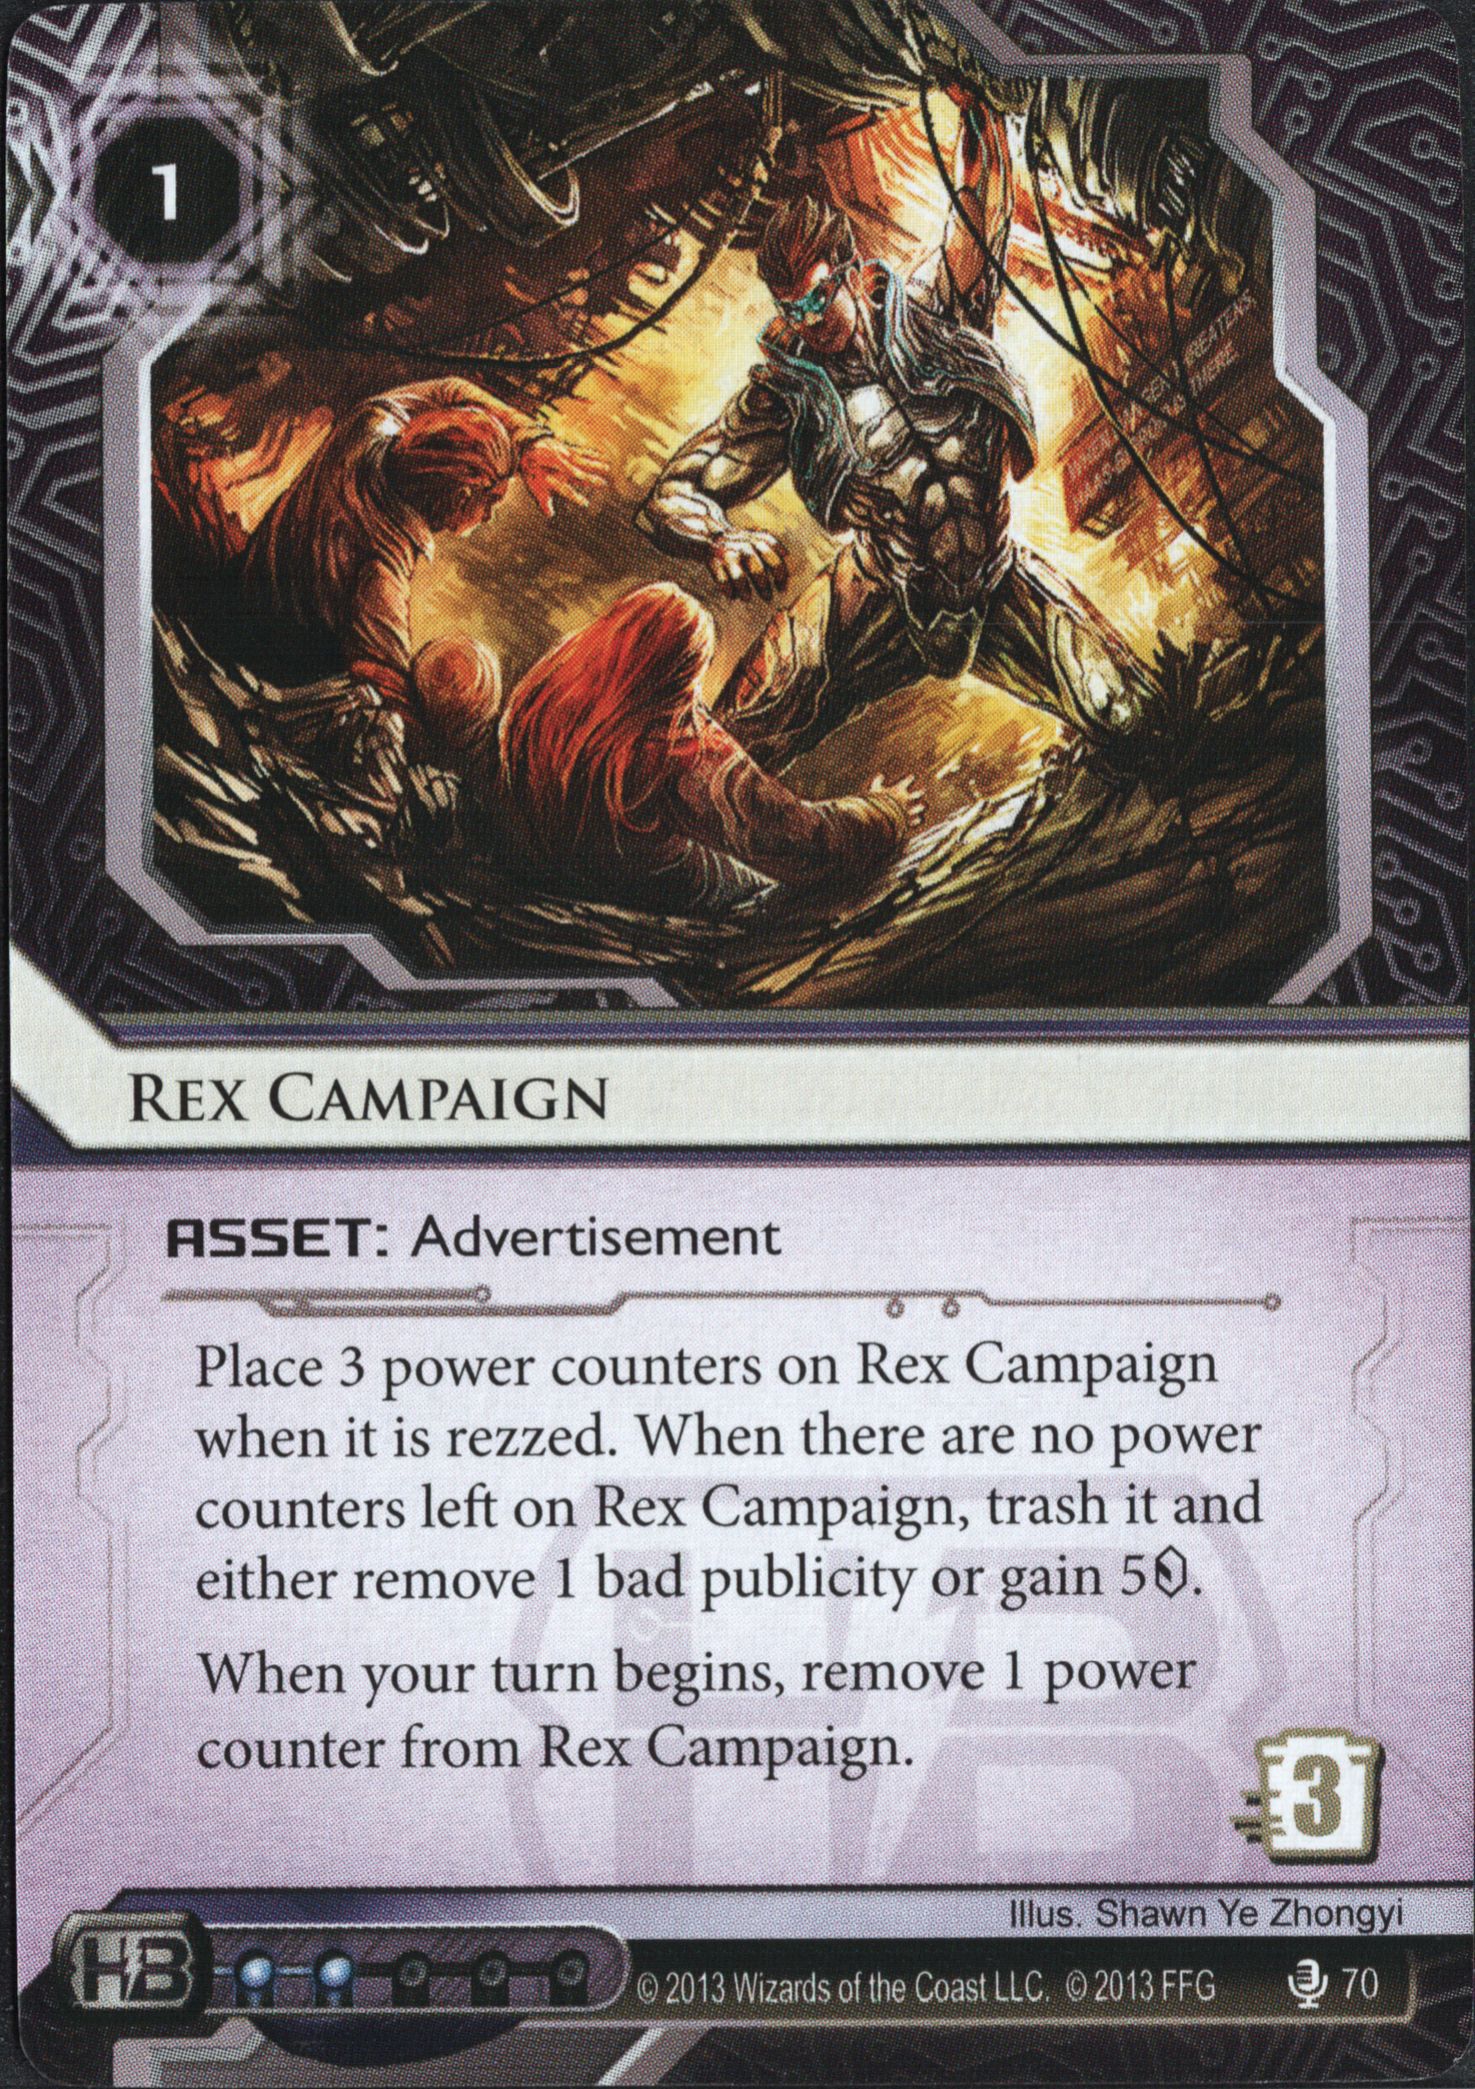 1
REX CAMPAIGN
ASSET: Advertisement
Place 3 power counters on Rex Campaign
when it is rezzed. When there are no power
counters left on Rex Campaign, trash it and
either remove 1 bad publicity or gain 5.
When your turn begins, remove 1 power
counter from Rex Campaign.
3
Illus. Shawn Ye Zhongyi
HB
© 2013 Wizards of the Coast LLC. © 2013 FFG
70